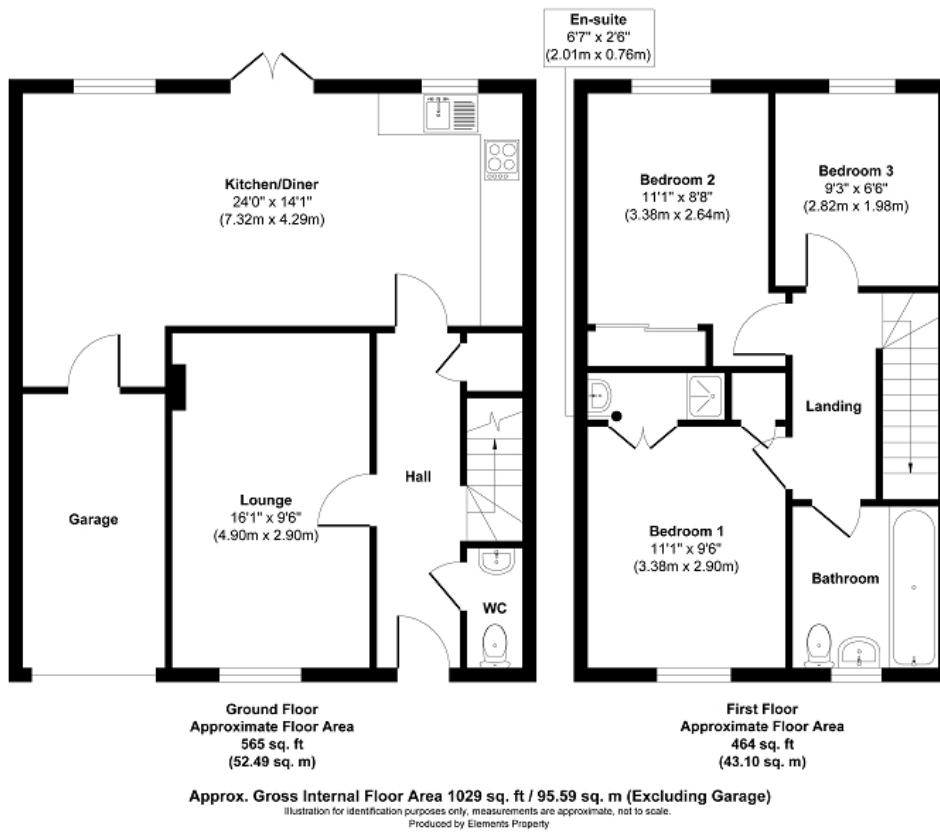 En-suite
6'7" x 2'6"
(2.01m x 0.76m)
Kitchen/Diner
24'0" x 14'1"
(7.32m x 4.29m)
Bedroom 2
11'1" x 8'8"
(3.38m x 2.64m)
Bedroom 3
9'3" x 6'6"
(2.82m x 1.98m)
Landing
Garage
Lounge
16'1" x 9'6"
(4.90m x 2.90m)
Hall
WC
Bedroom 1
11'1" x 9'6"
(3.38m x 2.90m)
Bathroom
Ground Floor
Approximate Floor Area
565 sq. ft
(52.49 sq. m)
First Floor
Approximate Floor Area
464 sq. ft
(43.10 sq. m)
Approx. Gross Internal Floor Area 1029 sq. ft / 95.59 sq. m (Excluding Garage)
Illustration for identification purposes only, measurements are approximate, not to scale.
Produced by Elements Property